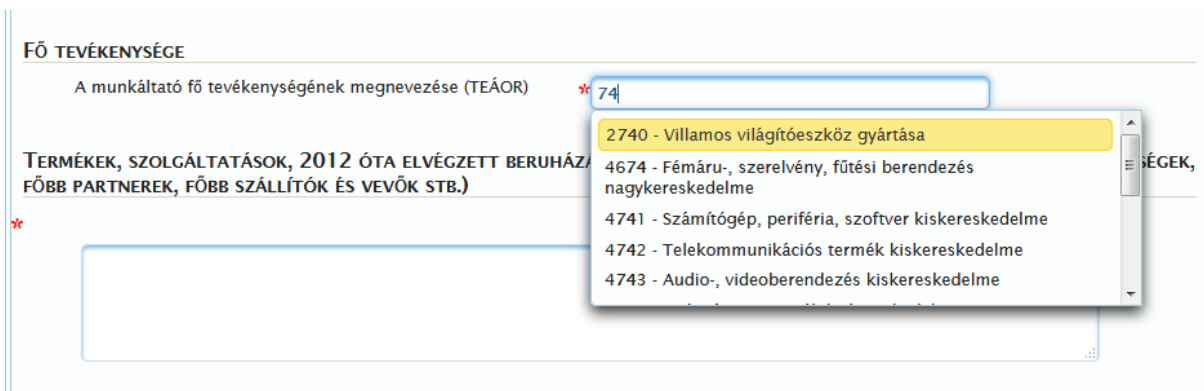 FŐ TEVÉKENYSÉGE
A munkáltató fő tevékenységének megnevezése (TEÁOR)
* 74
2740 - Villamos világítóeszköz gyártása
4674 - Fémáru-, szerelvény, fűtési berendezés
nagykereskedelme
4741 - Számítógép, periféria, szoftver kiskereskedelme
4742 - Telekommunikációs termék kiskereskedelme
4743 - Audio-, videoberendezés kiskereskedelme
TERMÉKEK, SZOLGÁLTATÁSOK, 2012 ÓTA ELVÉGZETT
FŐBB PARTNEREK, FŐBB SZÁLLÍTÓK ÉS VEVŐK STB.)
*